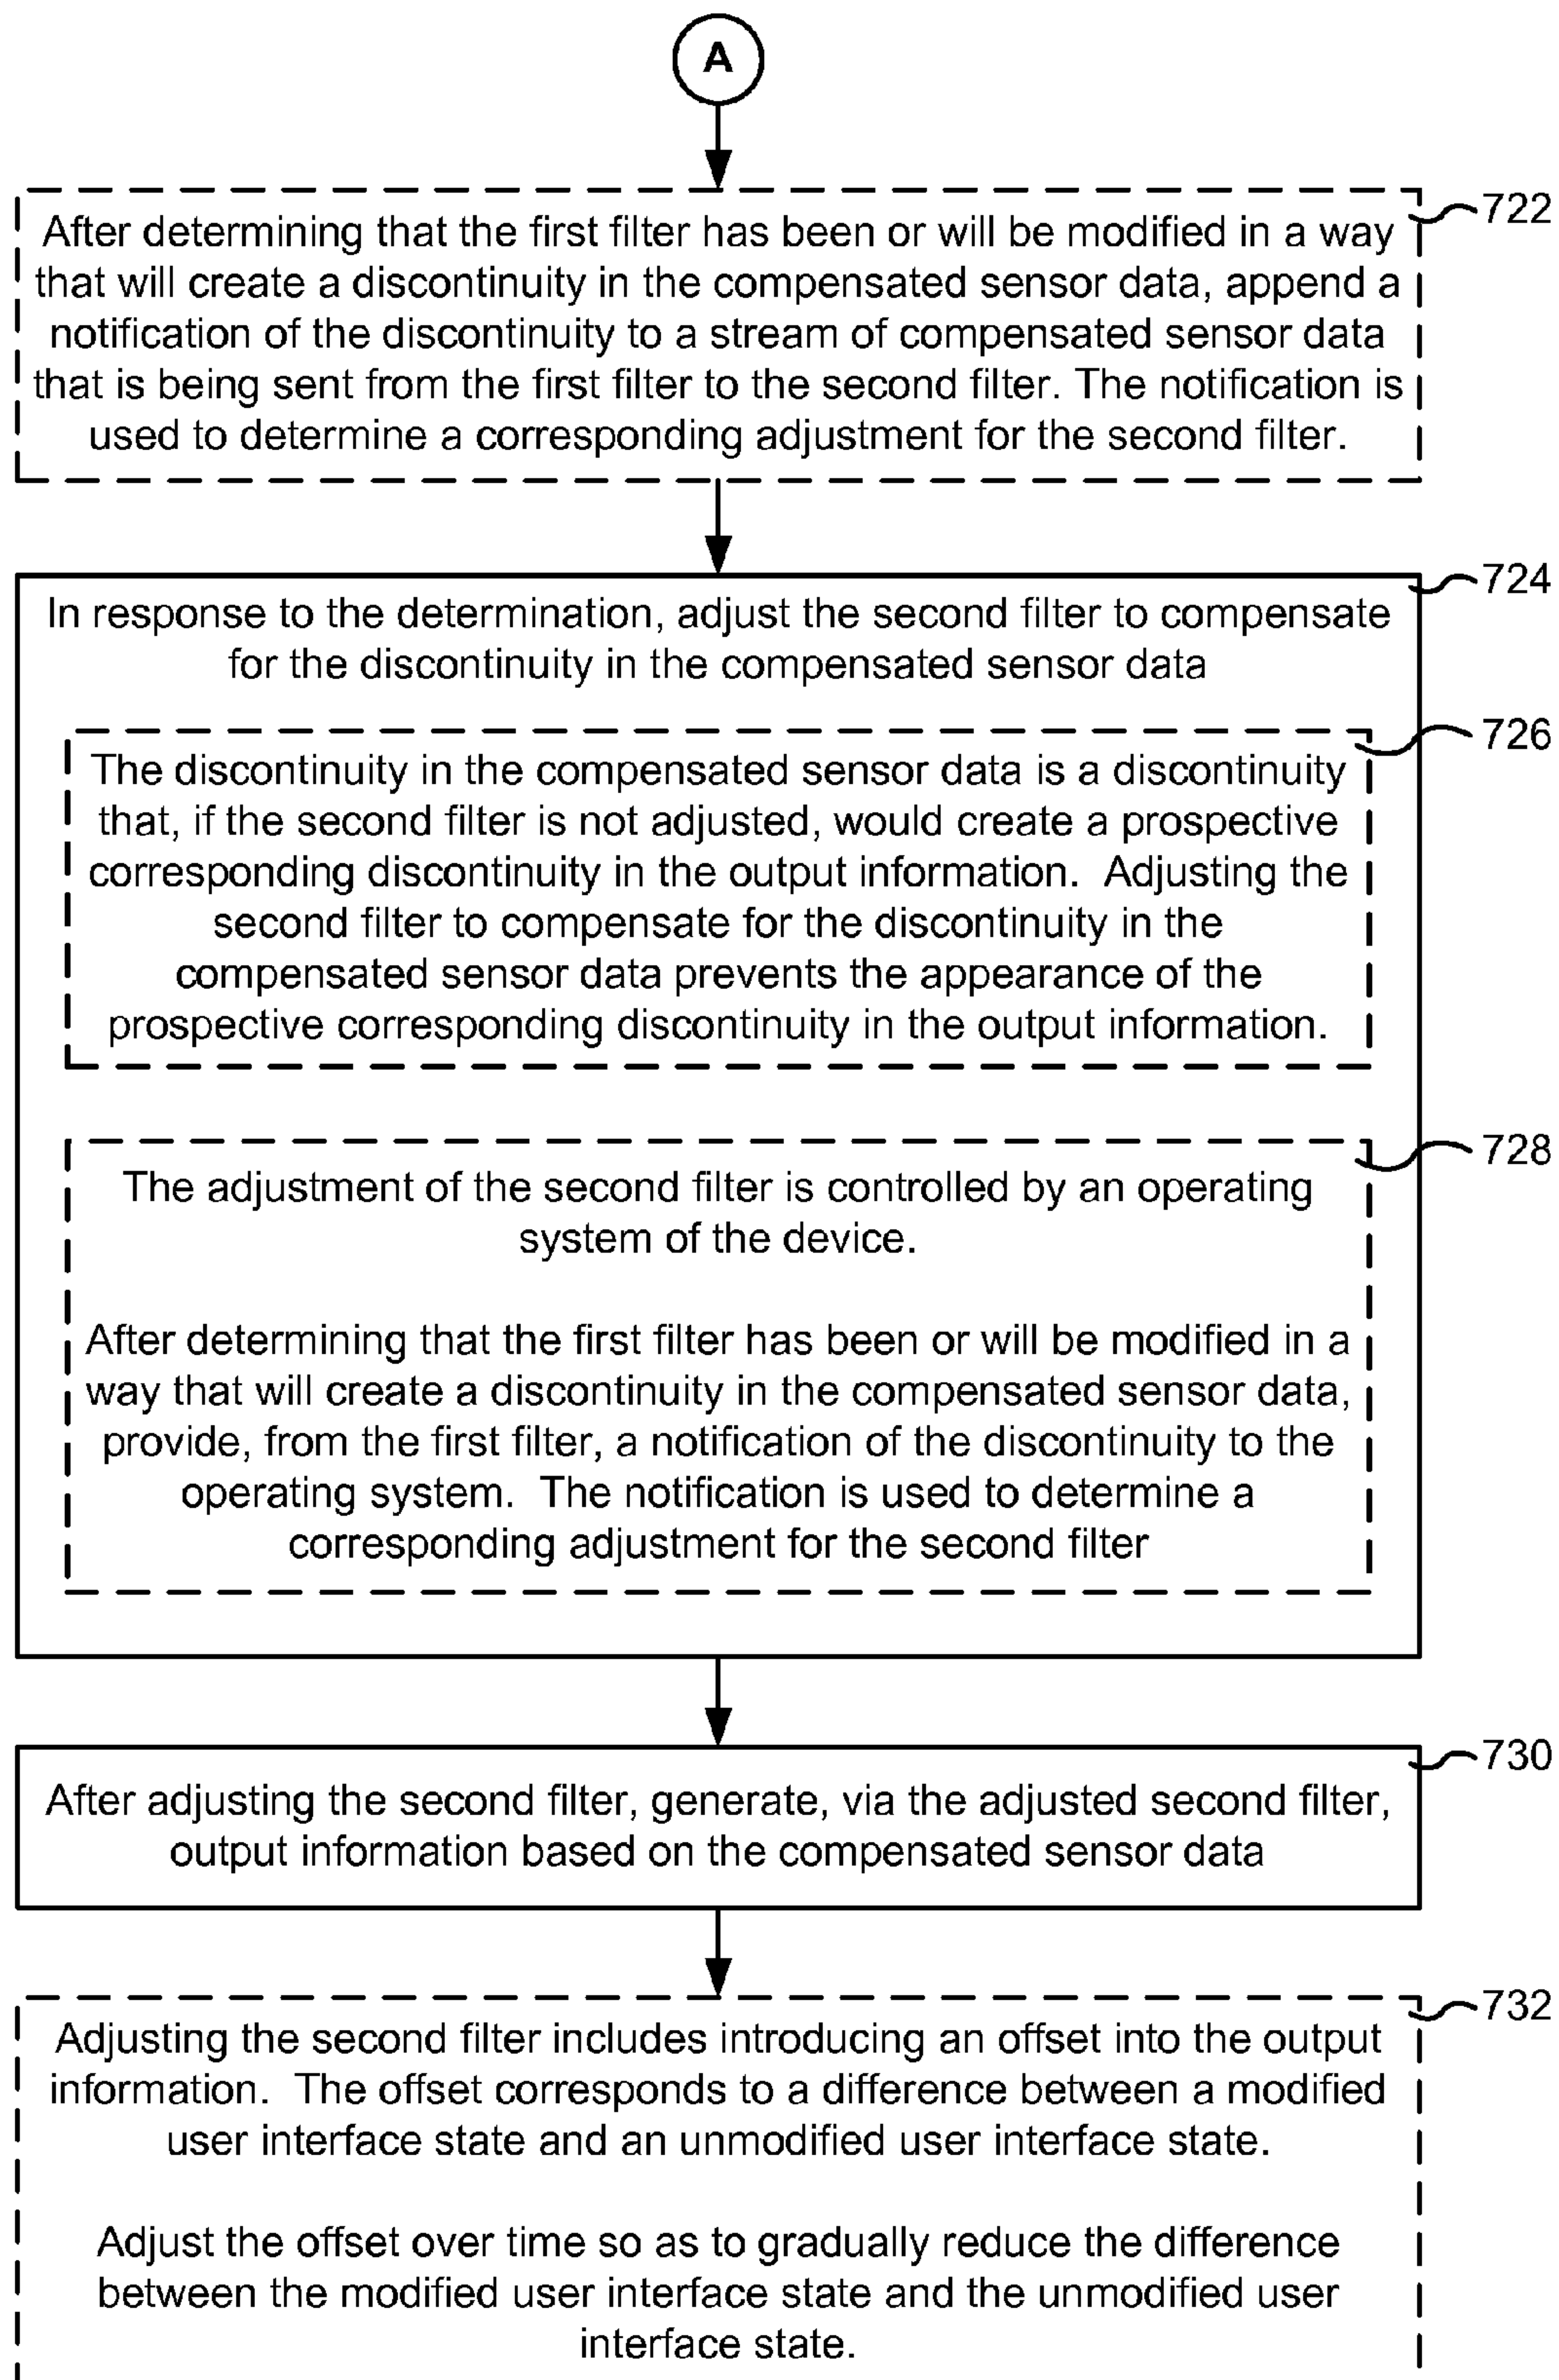 A
722
After determining that the first filter has been or will be modified in a way
that will create a discontinuity in the compensated sensor data, append a
notification of the discontinuity to a stream of compensated sensor data
that is being sent from the first filter to the second filter. The notification is
used to determine a corresponding adjustment for the second filter.
724
In response to the determination, adjust the second filter to compensate
for the discontinuity in the compensated sensor data
726
The discontinuity in the compensated sensor data is a discontinuity
that, if the second filter is not adjusted, would create a prospective
corresponding discontinuity in the output information. Adjusting the
second filter to compensate for the discontinuity in the
compensated sensor data prevents the appearance of the
prospective corresponding discontinuity in the output information.
728
The adjustment of the second filter is controlled by an operating
system of the device.
After determining that the first filter has been or will be modified in a
way that will create a discontinuity in the compensated sensor data,
provide, from the first filter, a notification of the discontinuity to the
operating system. The notification is used to determine a
corresponding adjustment for the second filter
730
After adjusting the second filter, generate, via the adjusted second filter,
output information based on the compensated sensor data
732
Adjusting the second filter includes introducing an offset into the output
information. The offset corresponds to a difference between a modified
user interface state and an unmodified user interface state.
Adjust the offset over time so as to gradually reduce the difference
between the modified user interface state and the unmodified user
interface state.